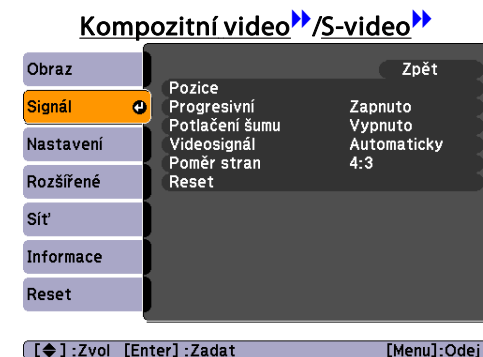 Kompozitní video/S-video
Obraz
Signál
Nastavení
Rozšířené
Síť
Informace
Reset
Zpět
Pozice
Progresivní Zapnuto
Potlačení šumu Vypnuto
Videosignál Automaticky
Poměr stran 4:3
Reset
[◆] :Zvol [Enter] :Zadat [Menu]:Odej